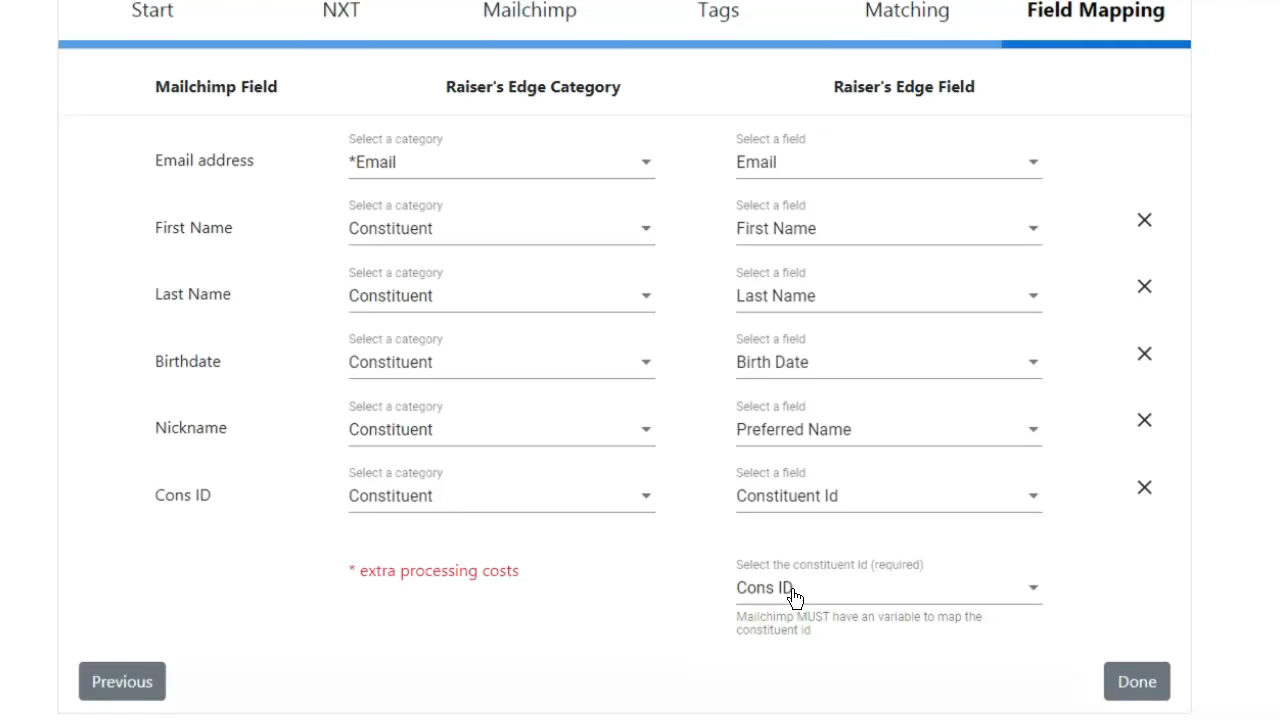 Start NXT Mailchimp Tags Matching Field Mapping
Mailchimp Field Raiser's Edge Category Raiser's Edge Field
Select a category Select a field
Email address *Email Email
Select a category Select a field
First Name Constituent First Name
Select a category Select a field
Last Name Constituent Last Name
Select a category Select a field
Birthdate Constituent Birth Date
Select a category Select a field
Nickname Constituent Preferred Name
Select a category Select a field
Cons ID Constituent Constituent Id
* extra processing costs
Select the constituent id (required)
Cons ID
Mailchimp MUST have an variable to map the
constituent id
Previous Done